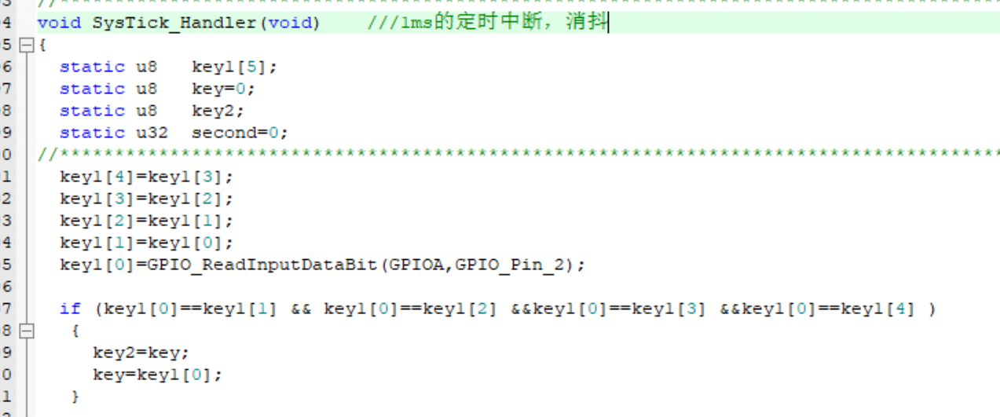 void SysTick_Handler(void)    ///1ms的定时中断，消抖
{
static u8   key1[5];
static u8   key=0;
static u8   key2;
static u32  second=0;
key1[4]=key1[3];
key1[3]=key1[2];
key1[2]=key1[1];
key1[1]=key1[0];
key1[0]=GPIO_ReadInputDataBit(GPIOA,GPIO_Pin_2);
if (key1[0]==key1[1] && key1[0]==key1[2] &&key1[0]==key1[3] &&key1[0]==key1[4] )
{
key2=key;
key=key1[0];
}